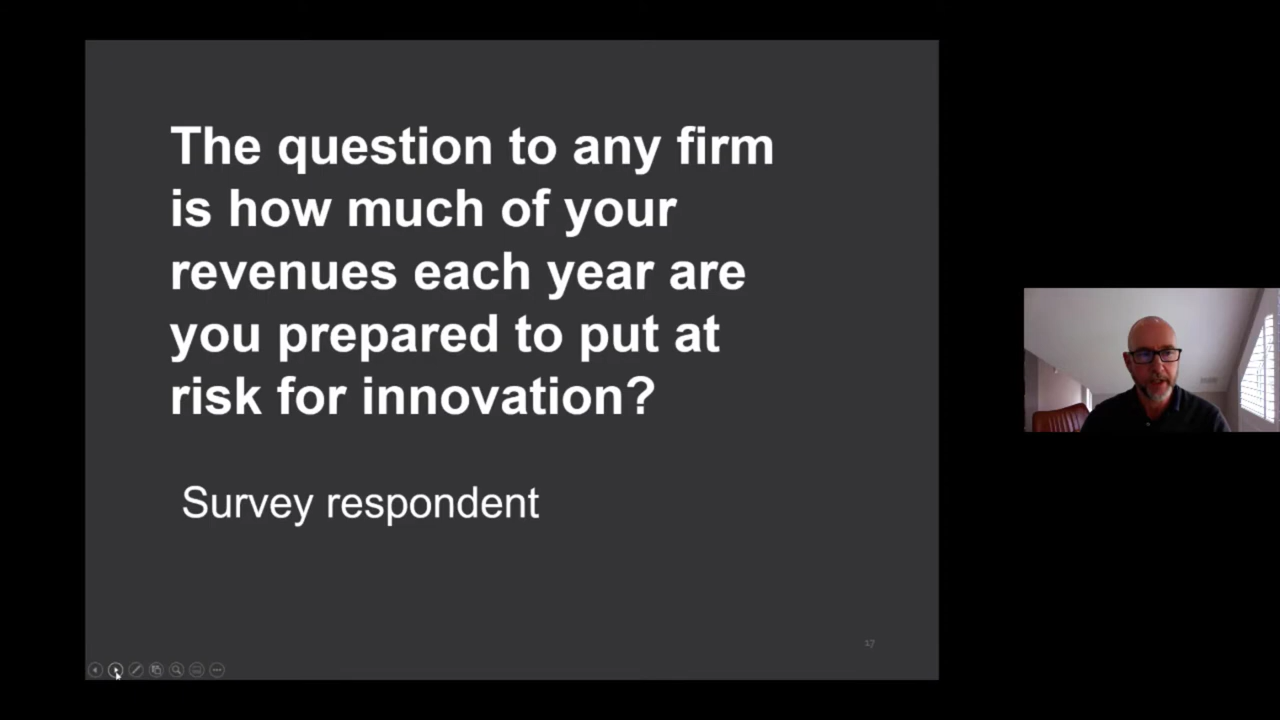 The question to any firm
is how much of your
revenues each year are
you prepared to put at
risk for innovation?
Survey respondent
17